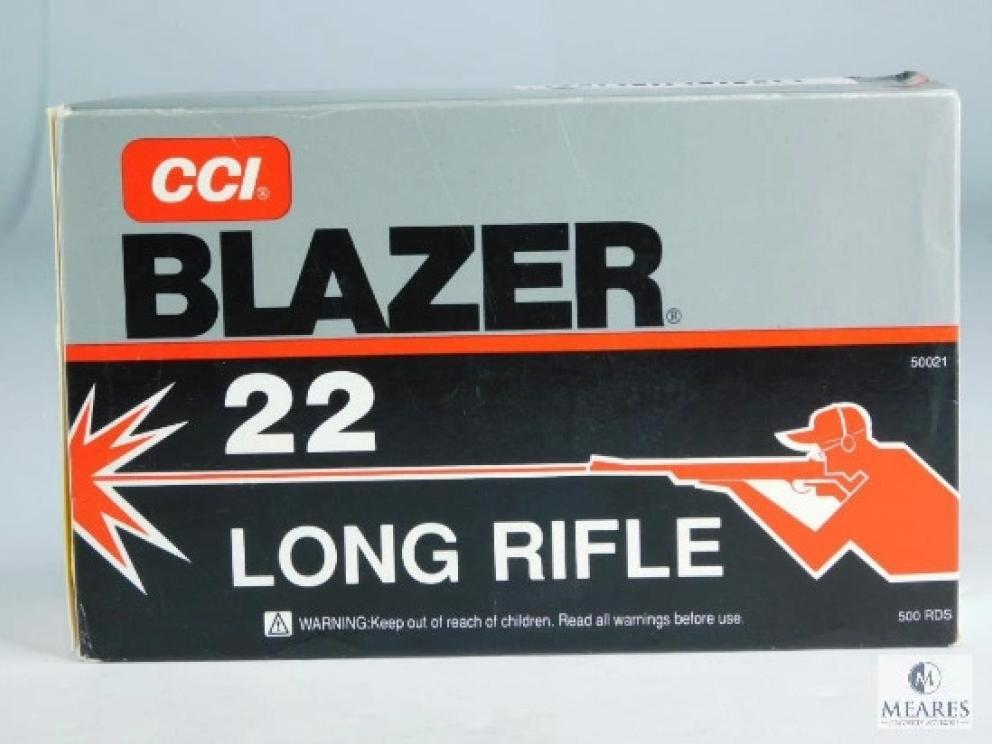 CCI®
BLAZER®
50021
22
LONG RIFLE
WARNING:Keep out of reach of children. Read all warnings before use.
500 RDS
M
MEARES